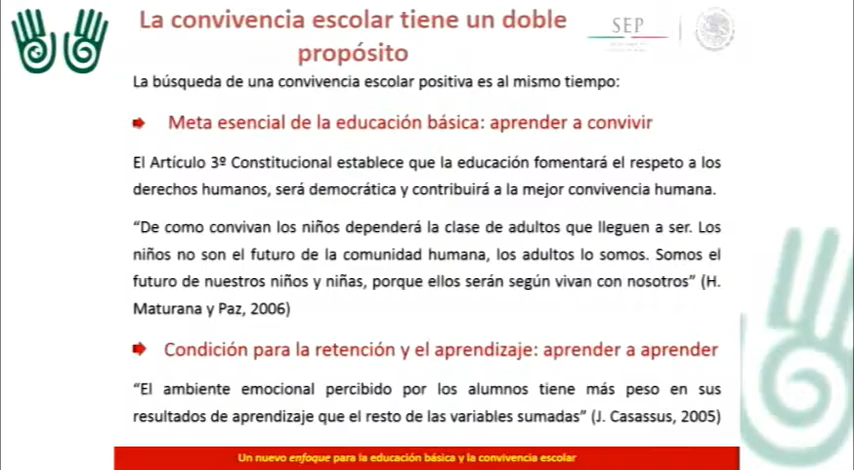 La convivencia escolar tiene un doble
propósito
SEP
La búsqueda de una convivencia escolar positiva es al mismo tiempo:
Meta esencial de la educación básica: aprender a convivir
El Artículo 3º Constitucional establece que la educación fomentará el respeto a los
derechos humanos, será democrática y contribuirá a la mejor convivencia humana.
“De como convivan los niños dependerá la clase de adultos que lleguen a ser. Los
niños no son el futuro de la comunidad humana, los adultos lo somos. Somos el
futuro de nuestros niños y niñas, porque ellos serán según vivan con nosotros” (H.
Maturana y Paz, 2006)
Condición para la retención y el aprendizaje: aprender a aprender
“El ambiente emocional percibido por los alumnos tiene más peso en sus
resultados de aprendizaje que el resto de las variables sumadas” (J. Casassus, 2005)
Un nuevo enfoque para la educación básica y la convivencia escolar